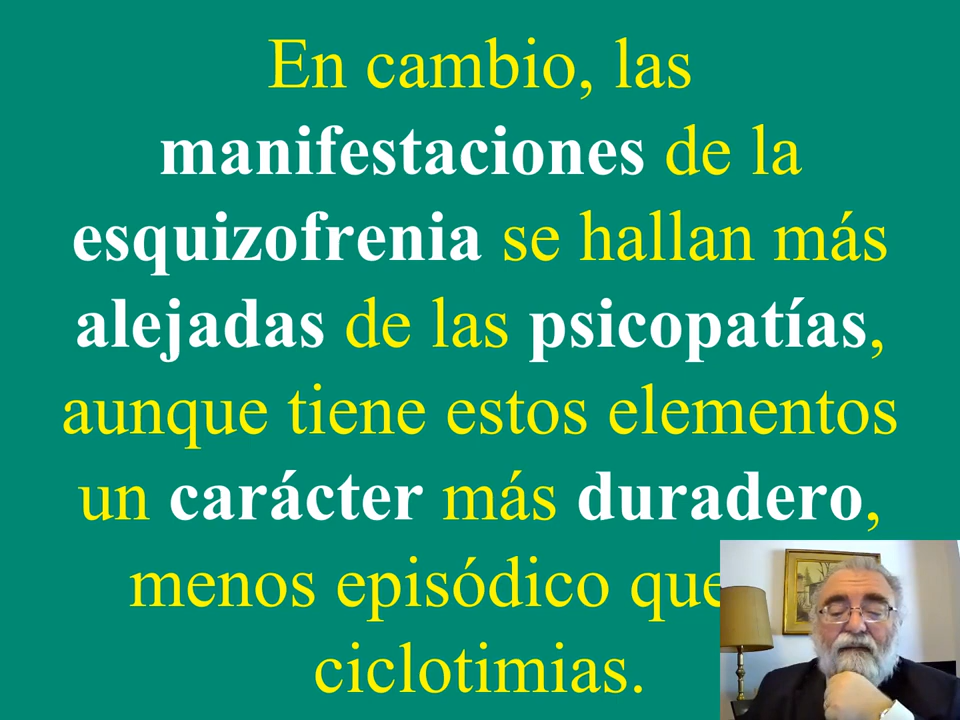 En cambio, las
manifestaciones de la
esquizofrenia se hallan más
alejadas de las psicopatías,
aunque tiene estos elementos
un carácter más duradero,
menos episódico que
ciclotimias.